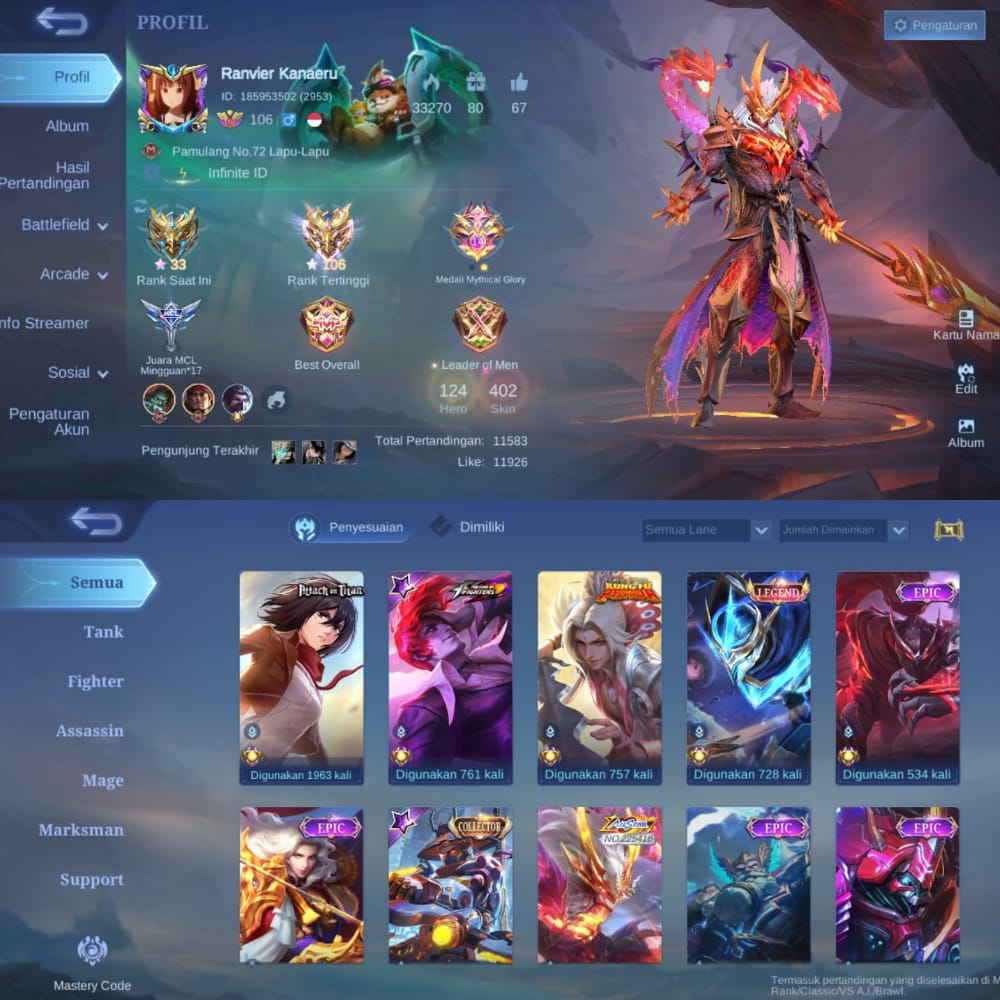 PROFIL
Pengaturan
Profil
Album
Hasil
Pertandingan
Battlefield
Arcade
nfo Streamer
Sosial
Pengaturan
Akun
Ranvier Kanaeru
ID: 185953502 (2953)
106
33270
80
67
Pamulang No.72 Lapu-Lapu
Infinite ID
33
Rank Saat Ini
106
Rank Tertinggi
13
Medali Mythical Glory
MCL
Juara MCL
Mingguan*17
Best Overall
Leader of Men
124
Hero
402
Skin
Pengunjung Terakhir
Total Pertandingan: 11583
Like: 11926
Kartu Nama
Edit
Album
Penyesuaian
Dimiliki
Semua Lane
Jumlah Dimainkan
Semua
Tank
Fighter
Assassin
Mage
Marksman
Support
Mastery Code
Attack on Titan
Digunakan 1963 kali
FIGHTERS
Digunakan 761 kali
KUNG FU
PANDA
Digunakan 757 kali
LEGEND
Digunakan 728 kali
EPIC
Digunakan 534 kali
EPIC
COLLECTOR
NO.225416
EPIC
EPIC
Termasuk pertandingan yang diselesaikan di M
Rank/Classic/VS A.I./Brawl.